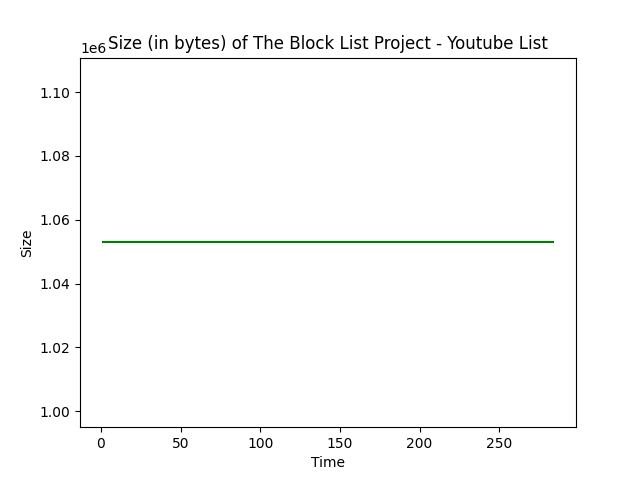 Size (in bytes) of The Block List Project - Youtube List
1e6
1.10
1.08
1.06
1.04
1.02
1.00
Size
0 50 100 150 200 250
Time